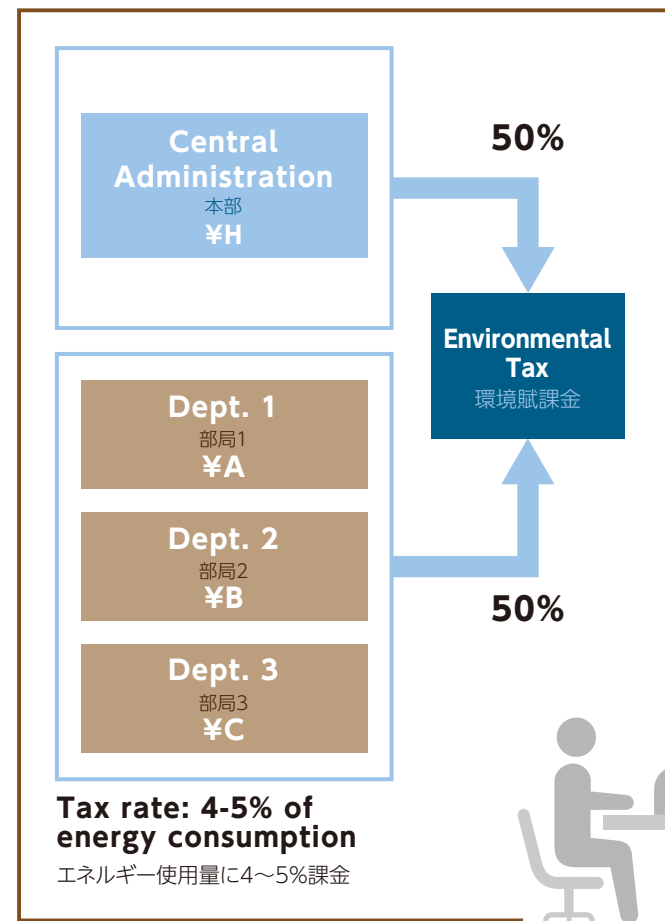 Central
Administration
本部
¥H
50%
Environmental
Tax
環境賦課金
Dept. 1
部局1
¥A
Dept. 2
部局2
¥B
Dept. 3
部局3
¥C
50%
Tax rate: 4-5% of
energy consumption
エネルギー使用量に4〜5%課金